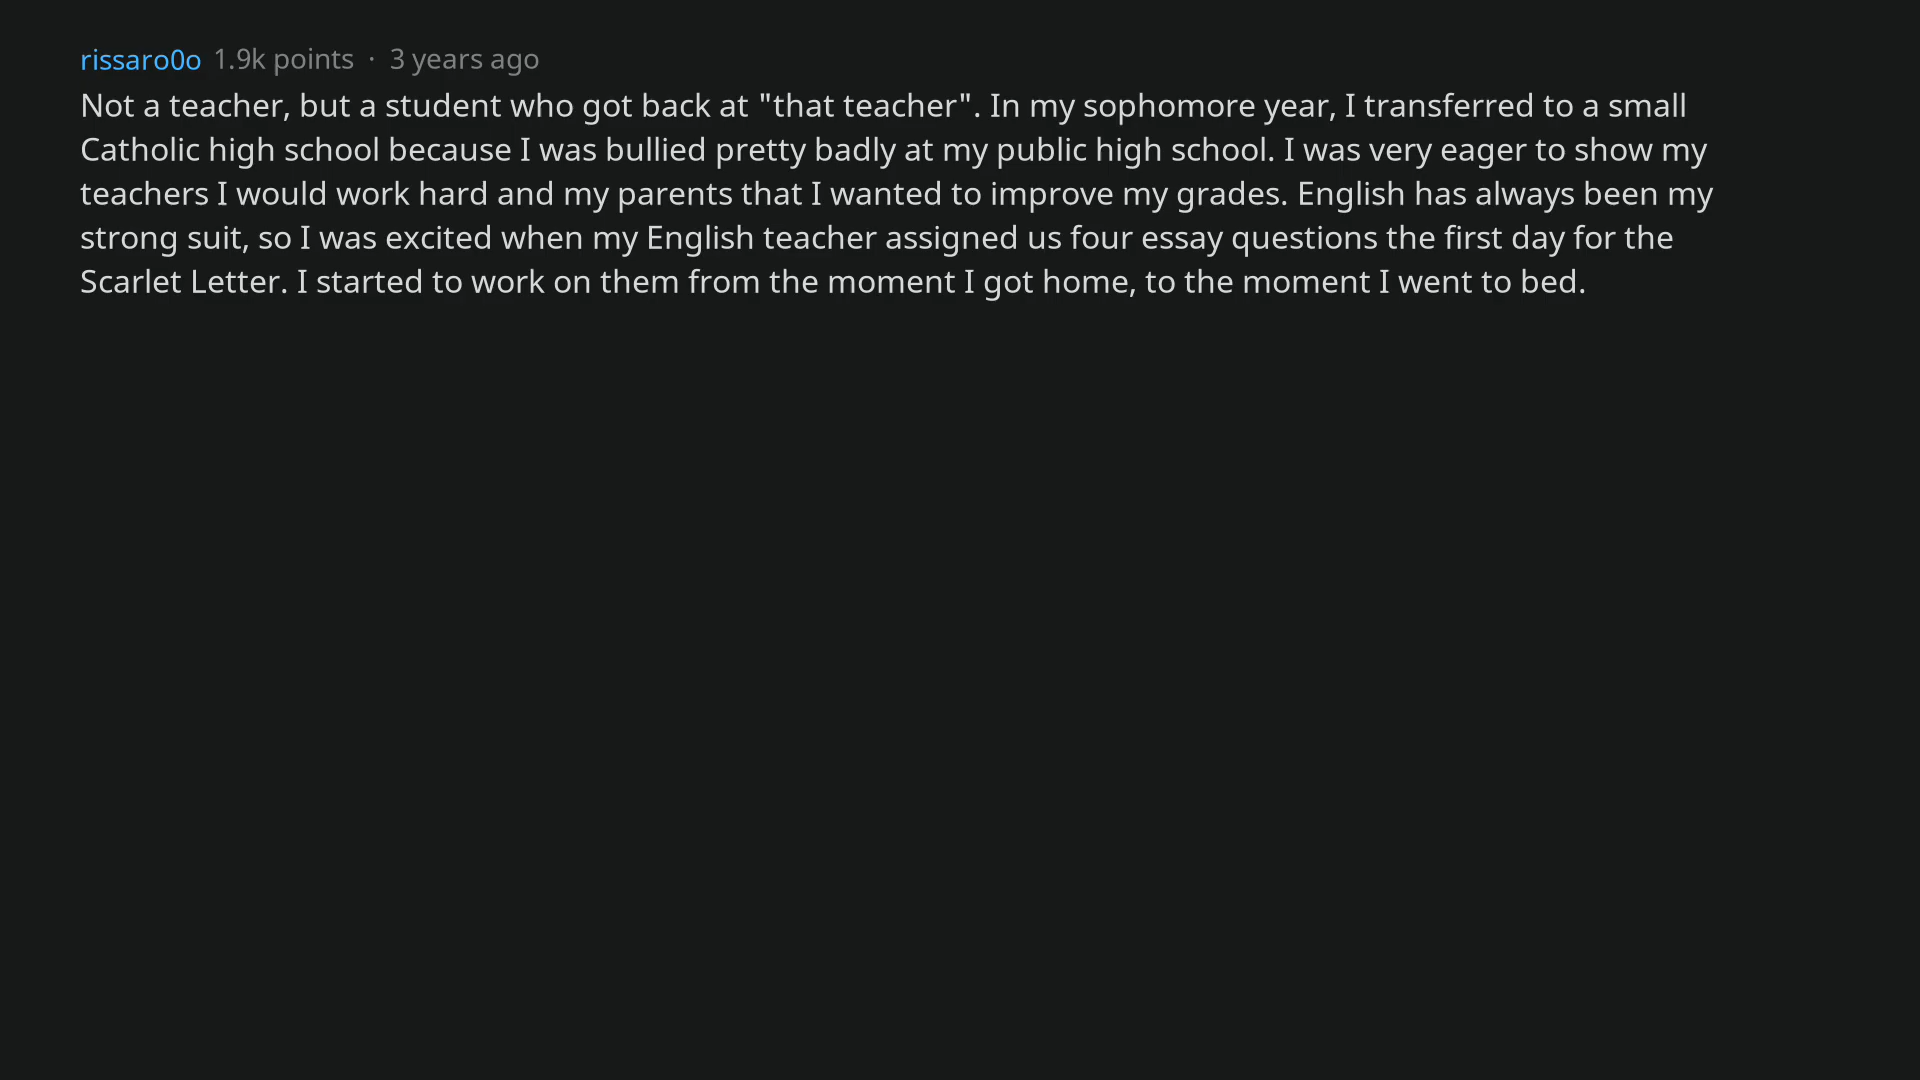 rissaro0o 1.9k points · 3 years ago
Not a teacher, but a student who got back at "that teacher". In my sophomore year, I transferred to a small
Catholic high school because I was bullied pretty badly at my public high school. I was very eager to show my
teachers I would work hard and my parents that I wanted to improve my grades. English has always been my
strong suit, so I was excited when my English teacher assigned us four essay questions the first day for the
Scarlet Letter. I started to work on them from the moment I got home, to the moment I went to bed.